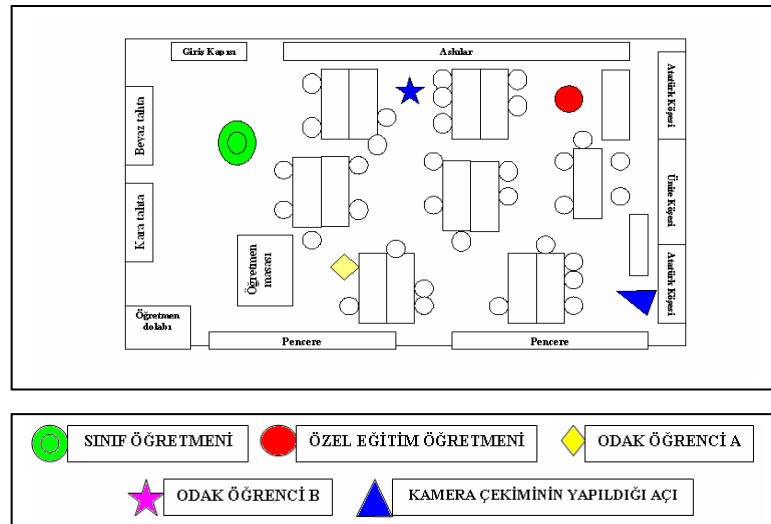 Giriş Kapısı
Askılar
Beyaz tahta
Kara tahta
Öğretmen
masası
Öğretmen
dolabı
Pencere
Pencere
Atatürk Köşesi
Ünite Köşesi
Atatürk Köşesi
SINIF ÖĞRETMENİ
ÖZEL EĞİTİM ÖĞRETMENİ
ODAK ÖĞRENCİ A
ODAK ÖĞRENCİ B
KAMERA ÇEKİMİNİN YAPILDIĞI AÇI